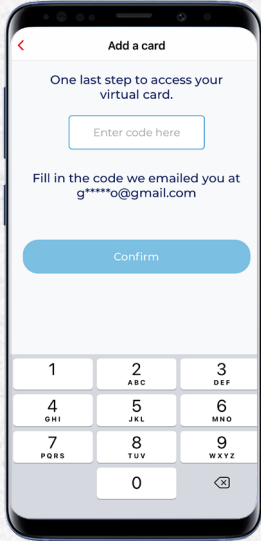 Add a card
One last step to access your
virtual card.
Enter code here
Fill in the code we emailed you at
g*****o@gmail.com
Confirm
1 2 3
ABC DEF
4 5 6
GHI JKL MNO
7 8 9
PQRS TUV WXYZ
0